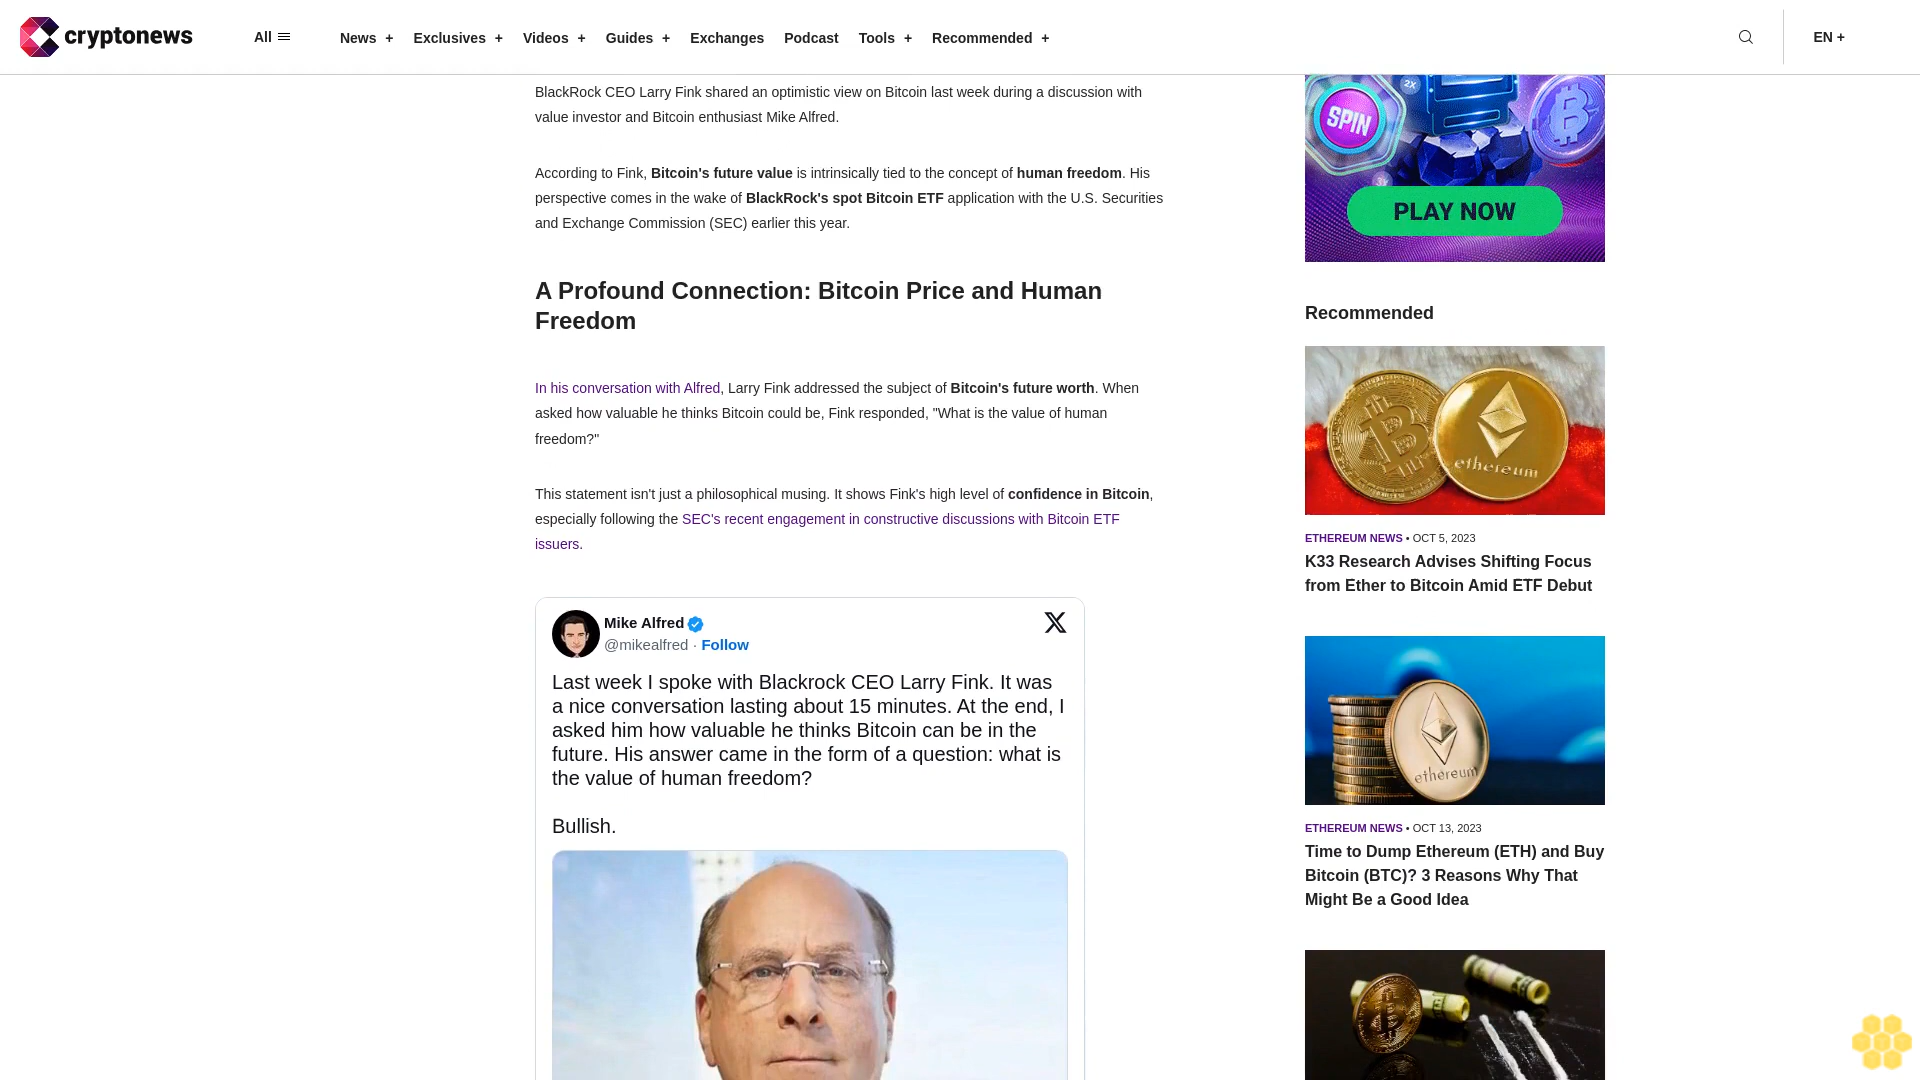 cryptonews
All
News +
Exclusives +
Videos +
Guides +
Exchanges
Podcast
Tools +
Recommended +
EN +
BlackRock CEO Larry Fink shared an optimistic view on Bitcoin last week during a discussion with
value investor and Bitcoin enthusiast Mike Alfred.
According to Fink, Bitcoin's future value is intrinsically tied to the concept of human freedom. His
perspective comes in the wake of BlackRock's spot Bitcoin ETF application with the U.S. Securities
and Exchange Commission (SEC) earlier this year.
A Profound Connection: Bitcoin Price and Human
Freedom
In his conversation with Alfred, Larry Fink addressed the subject of Bitcoin's future worth. When
asked how valuable he thinks Bitcoin could be, Fink responded, "What is the value of human
freedom?"
This statement isn't just a philosophical musing. It shows Fink's high level of confidence in Bitcoin,
especially following the SEC's recent engagement in constructive discussions with Bitcoin ETF
issuers.
Mike Alfred
@mikealfred · Follow
Last week I spoke with Blackrock CEO Larry Fink. It was
a nice conversation lasting about 15 minutes. At the end, I
asked him how valuable he thinks Bitcoin can be in the
future. His answer came in the form of a question: what is
the value of human freedom?
Bullish.
2X
SPIN
3X
PLAY NOW
Recommended
ethereum
ETHEREUM NEWS • OCT 5, 2023
K33 Research Advises Shifting Focus
from Ether to Bitcoin Amid ETF Debut
ethereum
ETHEREUM NEWS • OCT 13, 2023
Time to Dump Ethereum (ETH) and Buy
Bitcoin (BTC)? 3 Reasons Why That
Might Be a Good Idea